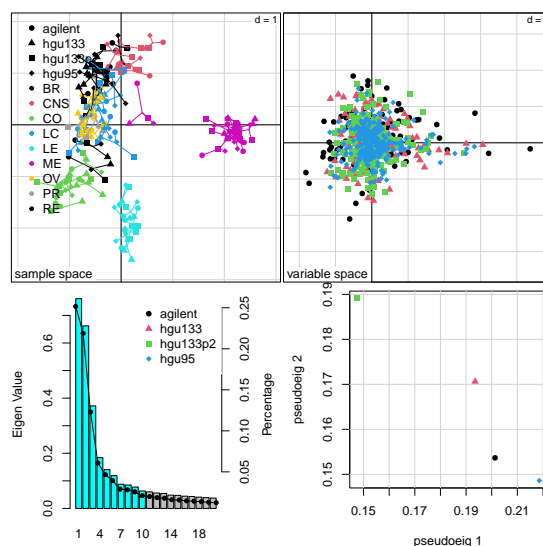 d = 1
agilent
hgu133
hgu133p
hgu95
BR
CNS
CO
LC
LE
ME
OV
PR
RE
sample space
d = 1
variable space
agilent
hgu133
hgu133p2
hgu95
Eigen Value
0.0 0.2 0.4 0.6
Percentage
0.05 0.10 0.15 0.20 0.25
1 4 7 10 14 18
pseudoeig 2
0.15 0.16 0.17 0.18 0.19
0.15 0.17 0.19 0.21
pseudoeig 1